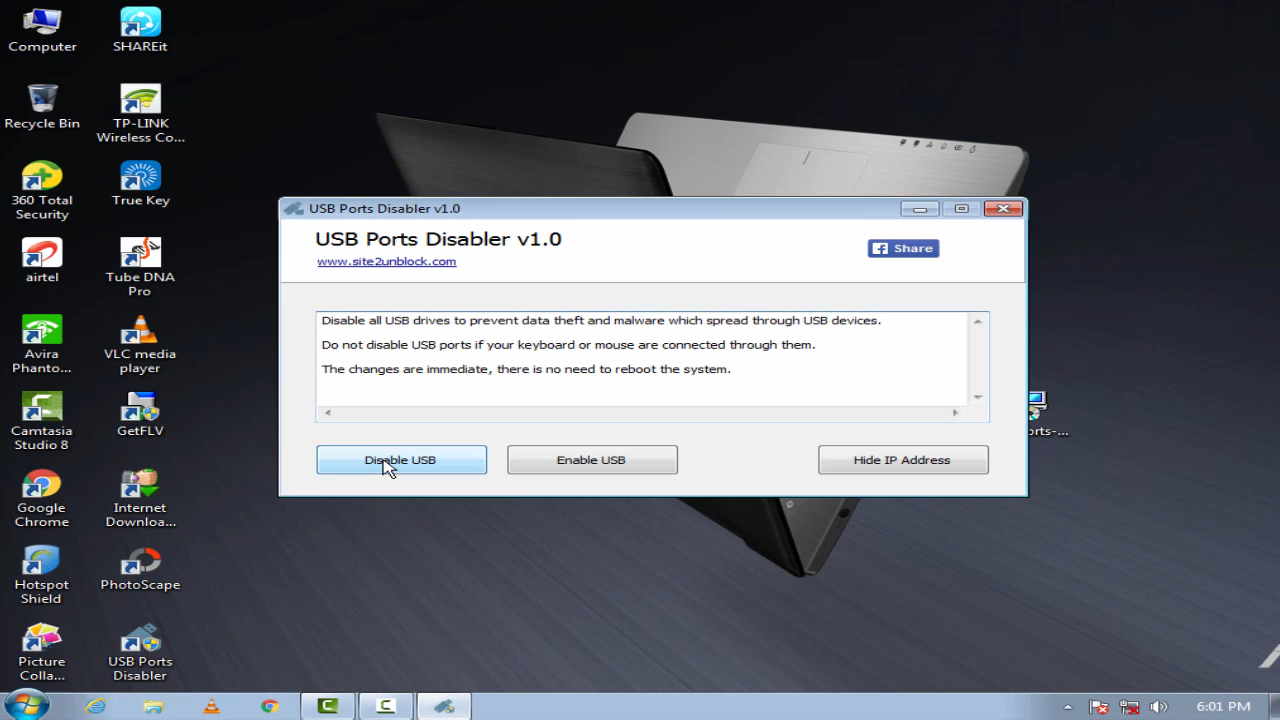 Computer
SHAREit
Recycle Bin
TP-LINK
Wireless Co...
360 Total
Security
True Key
airtel
Tube DNA
Pro
Avira
Phanto...
VLC media
player
Camtasia
Studio 8
GetFLV
Google
Chrome
Internet
Downloa...
Hotspot
Shield
PhotoScape
Picture
Colla...
USB Ports
Disabler
USB Ports Disabler v1.0
USB Ports Disabler v1.0
www.site2unblock.com
Share
Disable all USB drives to prevent data theft and malware which spread through USB devices.
Do not disable USB ports if your keyboard or mouse are connected through them.
The changes are immediate, there is no need to reboot the system.
Disable USB
Enable USB
Hide IP Address
orts-...
6:01 PM